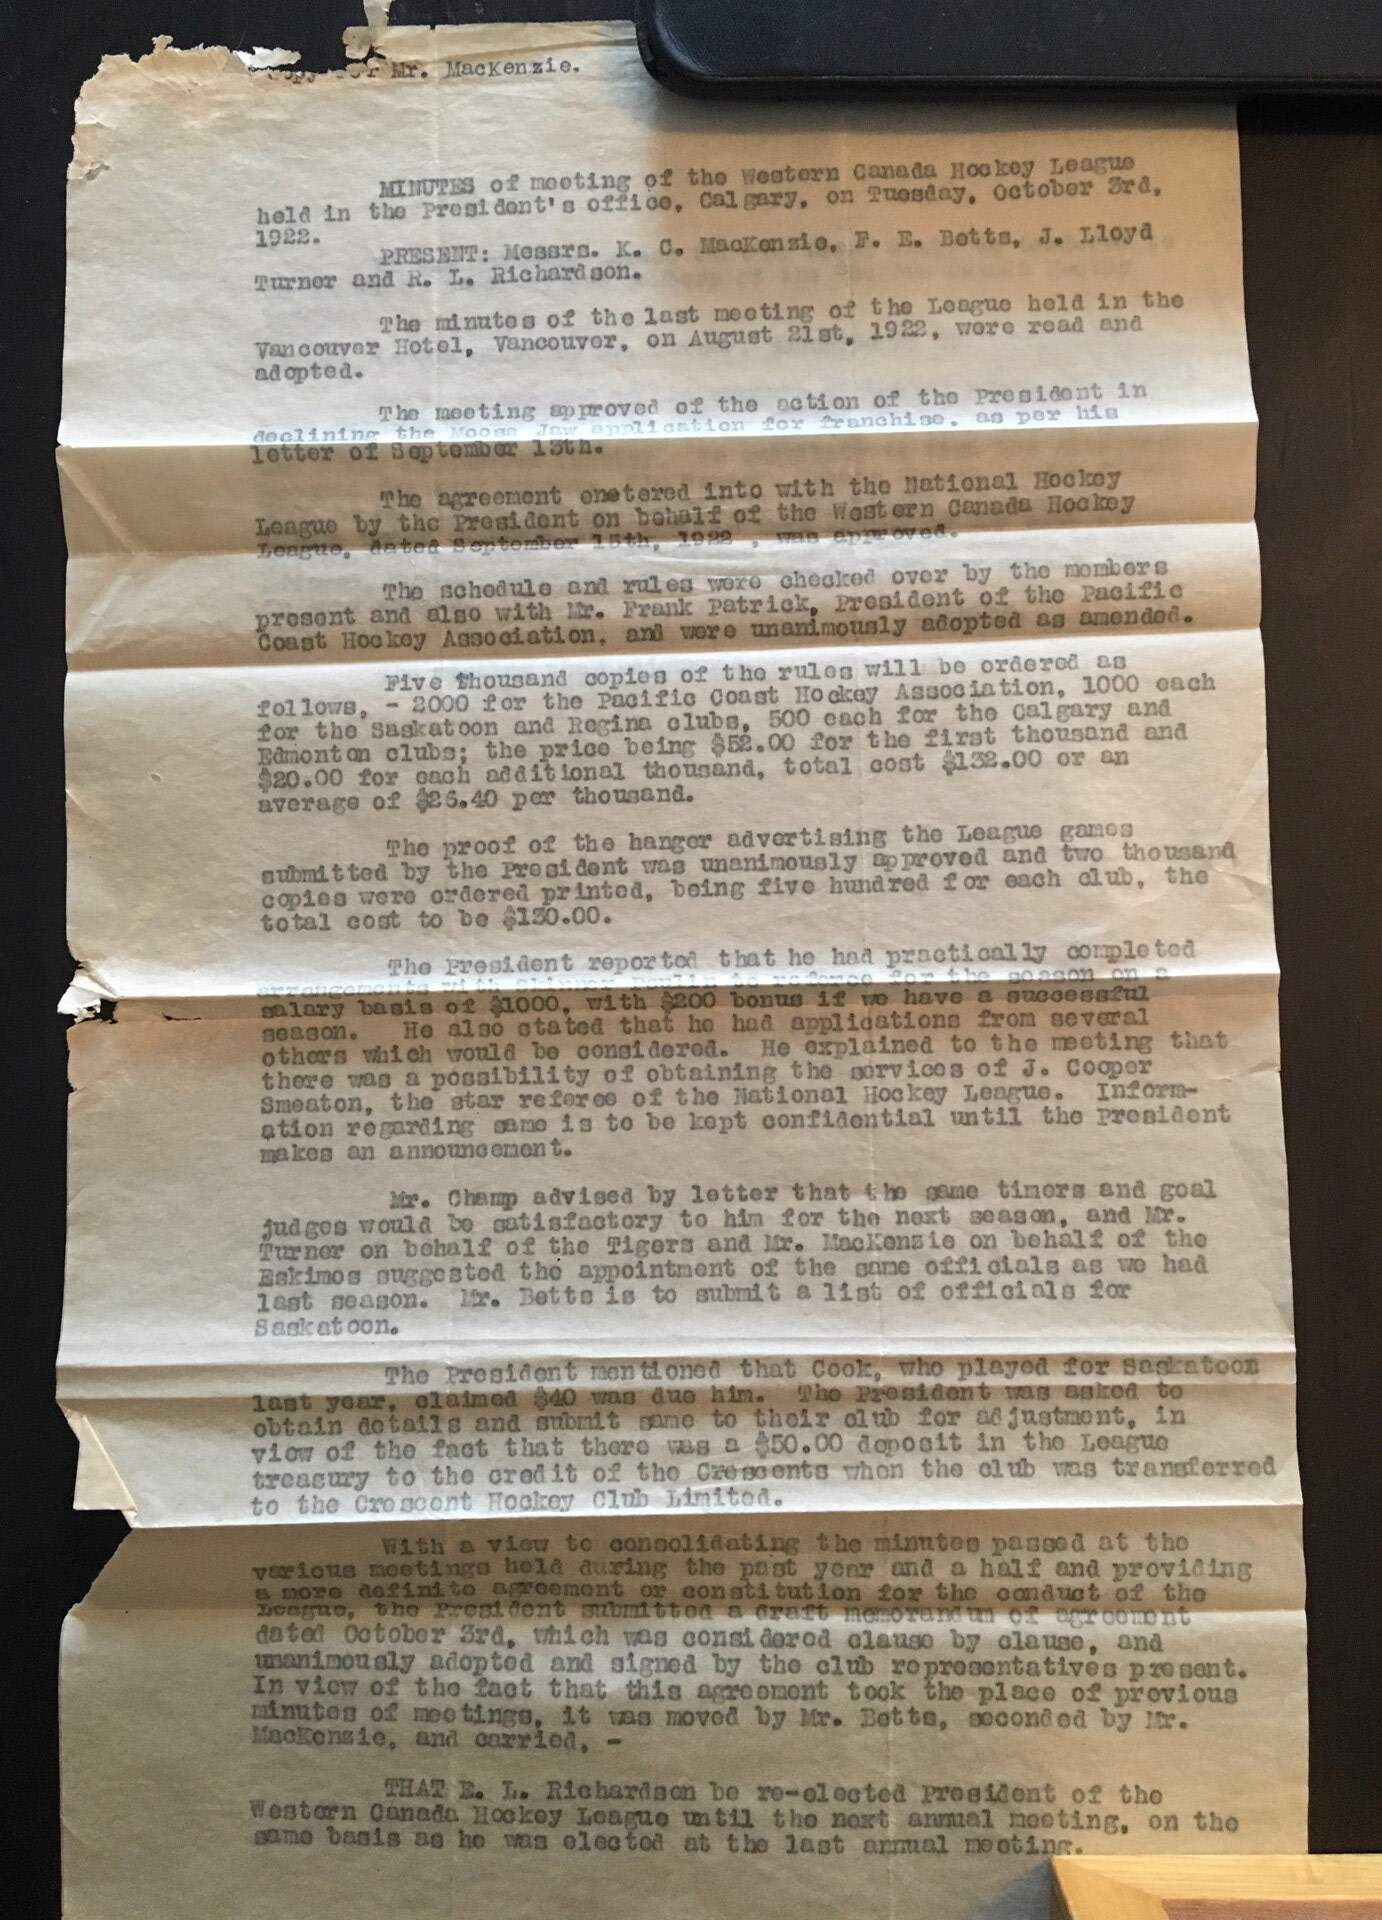 Copy for Mr. MacKenzie.
MINUTES of meeting of the Western Canada Hockey League
held in the President's office, Calgary, on Tuesday, October 3rd,
1922.
PRESENT: Messrs. K. C. MacKenzie, F. E. Betts, J. Lloyd
Turner and R. L. Richardson.
The minutes of the last meeting of the League held in the
Vancouver Hotel, Vancouver, on August 21st, 1922, were read and
adopted.
The meeting approved of the action of the President in
declining the Moose Jaw application for franchise, as per his
letter of September 13th.
The agreement enetered into with the National Hockey
League by the President on behalf of the Western Canada Hockey
League, dated September 15th, 1922 , was approved.
The schedule and rules were checked over by the members
present and also with Mr. Frank Patrick, President of the Pacific
Coast Hockey Association, and were unanimously adopted as amended.
Five thousand copies of the rules will be ordered as
follows, - 2000 for the Pacific Coast Hockey Association, 1000 each
for the Saskatoon and Regina clubs, 500 each for the Calgary and
Edmonton clubs; the price being $52.00 for the first thousand and
$20.00 for each additional thousand, total cost $132.00 or an
average of $26.40 per thousand.
The proof of the hanger advertising the League games
submitted by the President was unanimously approved and two thousand
copies were ordered printed, being five hundred for each club, the
total cost to be $130.00.
The President reported that he had practically completed
arrangements with Skinner Poulin to referee for the season on a
salary basis of $1000, with $200 bonus if we have a successful
season. He also stated that he had applications from several
others which would be considered. He explained to the meeting that
there was a possibility of obtaining the services of J. Cooper
Smeaton, the star referee of the National Hockey League. Inform-
ation regarding same is to be kept confidential until the President
makes an announcement.
Mr. Champ advised by letter that the same timers and goal
judges would be satisfactory to him for the next season, and Mr.
Turner on behalf of the Tigers and Mr. MacKenzie on behalf of the
Eskimos suggested the appointment of the same officials as we had
last season. Mr. Betts is to submit a list of officials for
Saskatoon.
The President mentioned that Cook, who played for Saskatoon
last year, claimed $40 was due him. The President was asked to
obtain details and submit same to their club for adjustment, in
view of the fact that there was a $50.00 deposit in the League
treasury to the credit of the Crescents when the club was transferred
to the Crescent Hockey Club Limited.
With a view to consolidating the minutes passed at the
various meetings held during the past year and a half and providing
a more definite agreement or constitution for the conduct of the
League, the President submitted a draft memorandum of agreement
dated October 3rd, which was considered clause by clause, and
unanimously adopted and signed by the club representatives present.
In view of the fact that this agreement took the place of previous
minutes of meetings, it was moved by Mr. Betts, seconded by Mr.
MacKenzie, and carried, -
THAT E. L. Richardson be re-elected President of the
Western Canada Hockey League until the next annual meeting, on the
same basis as he was elected at the last annual meeting.